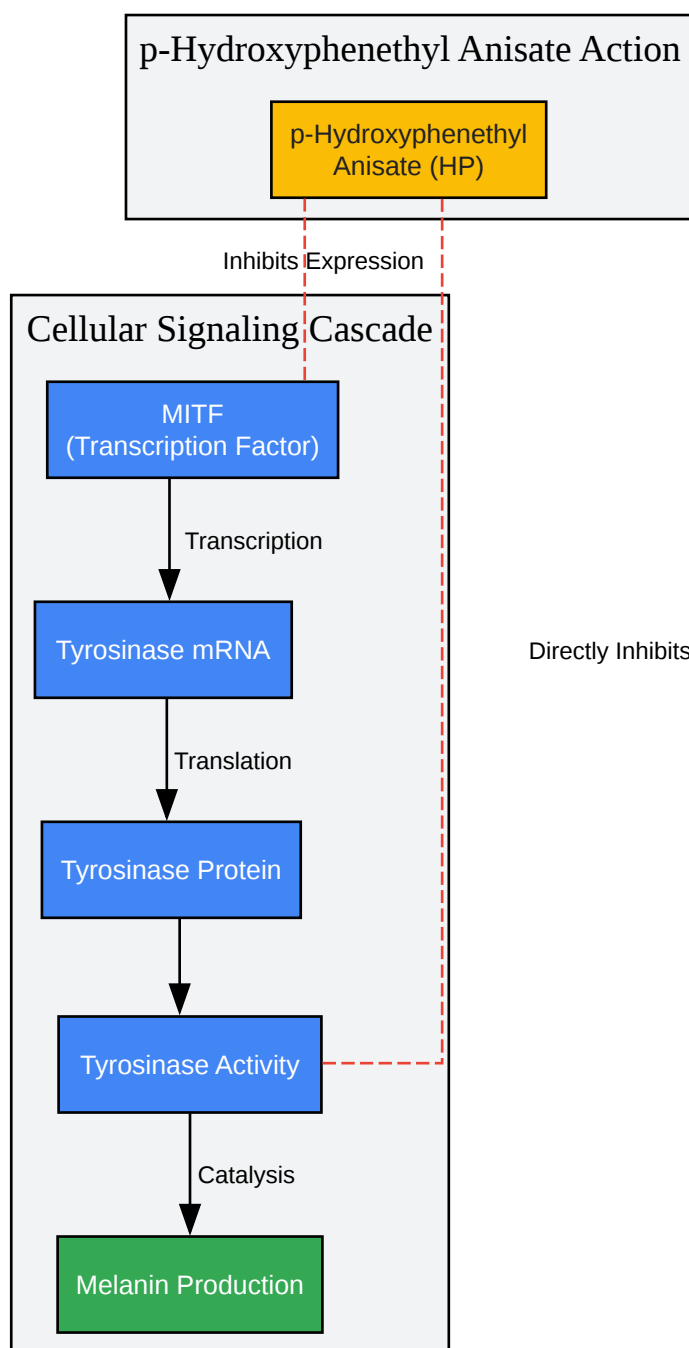 p-Hydroxyphenethyl Anisate Action
p-Hydroxyphenethyl
Anisate (HP)
Inhibits Expression
Cellular Signaling Cascade
MITF
(Transcription Factor)
Transcription
Tyrosinase mRNA
Directly Inhibits
Translation
Tyrosinase Protein
Tyrosinase Activity
Catalysis
Melanin Production